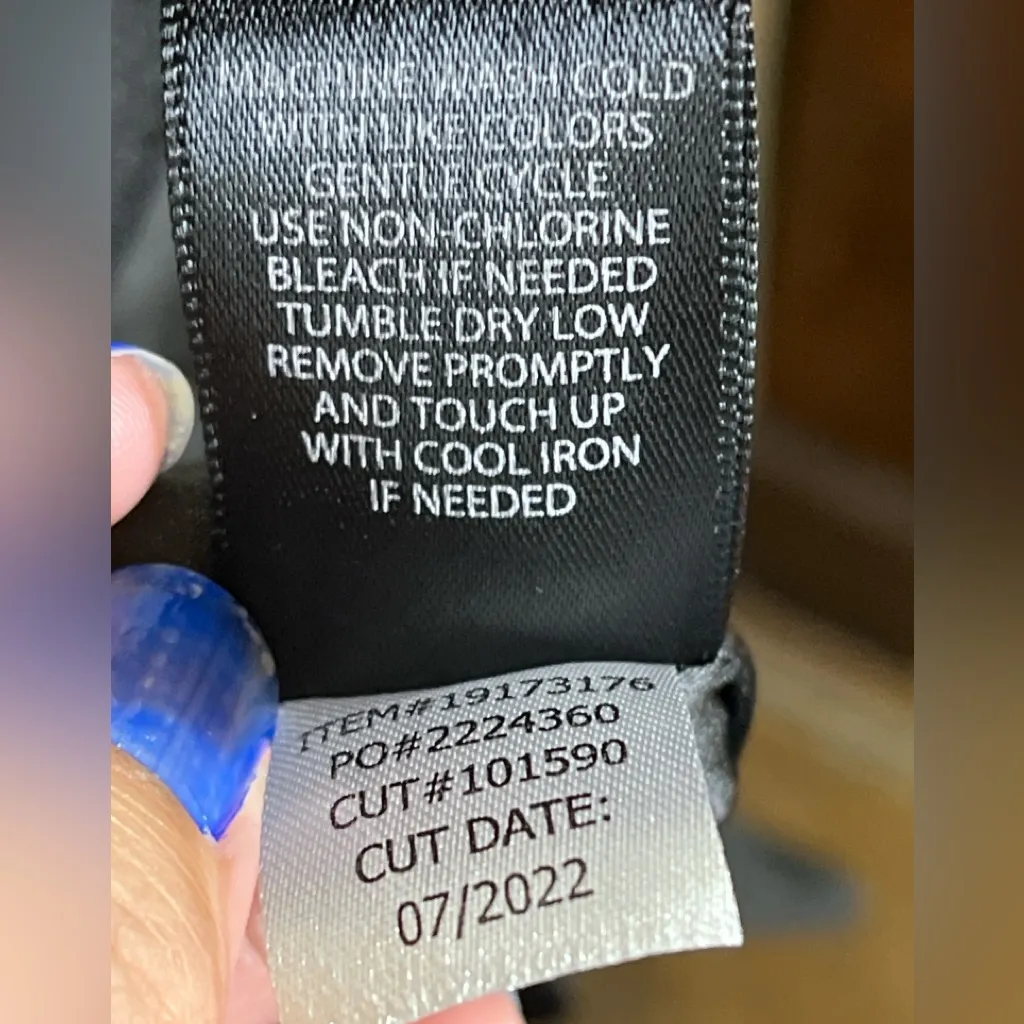 MACHINE WASH COLD
WITH LIKE COLORS
GENTLE CYCLE
USE NON-CHLORINE
BLEACH IF NEEDED
TUMBLE DRY LOW
REMOVE PROMPTLY
AND TOUCH UP
WITH COOL IRON
IF NEEDED
ITEM#19173176
PO#2224360
CUT#101590
CUT DATE:
07/2022